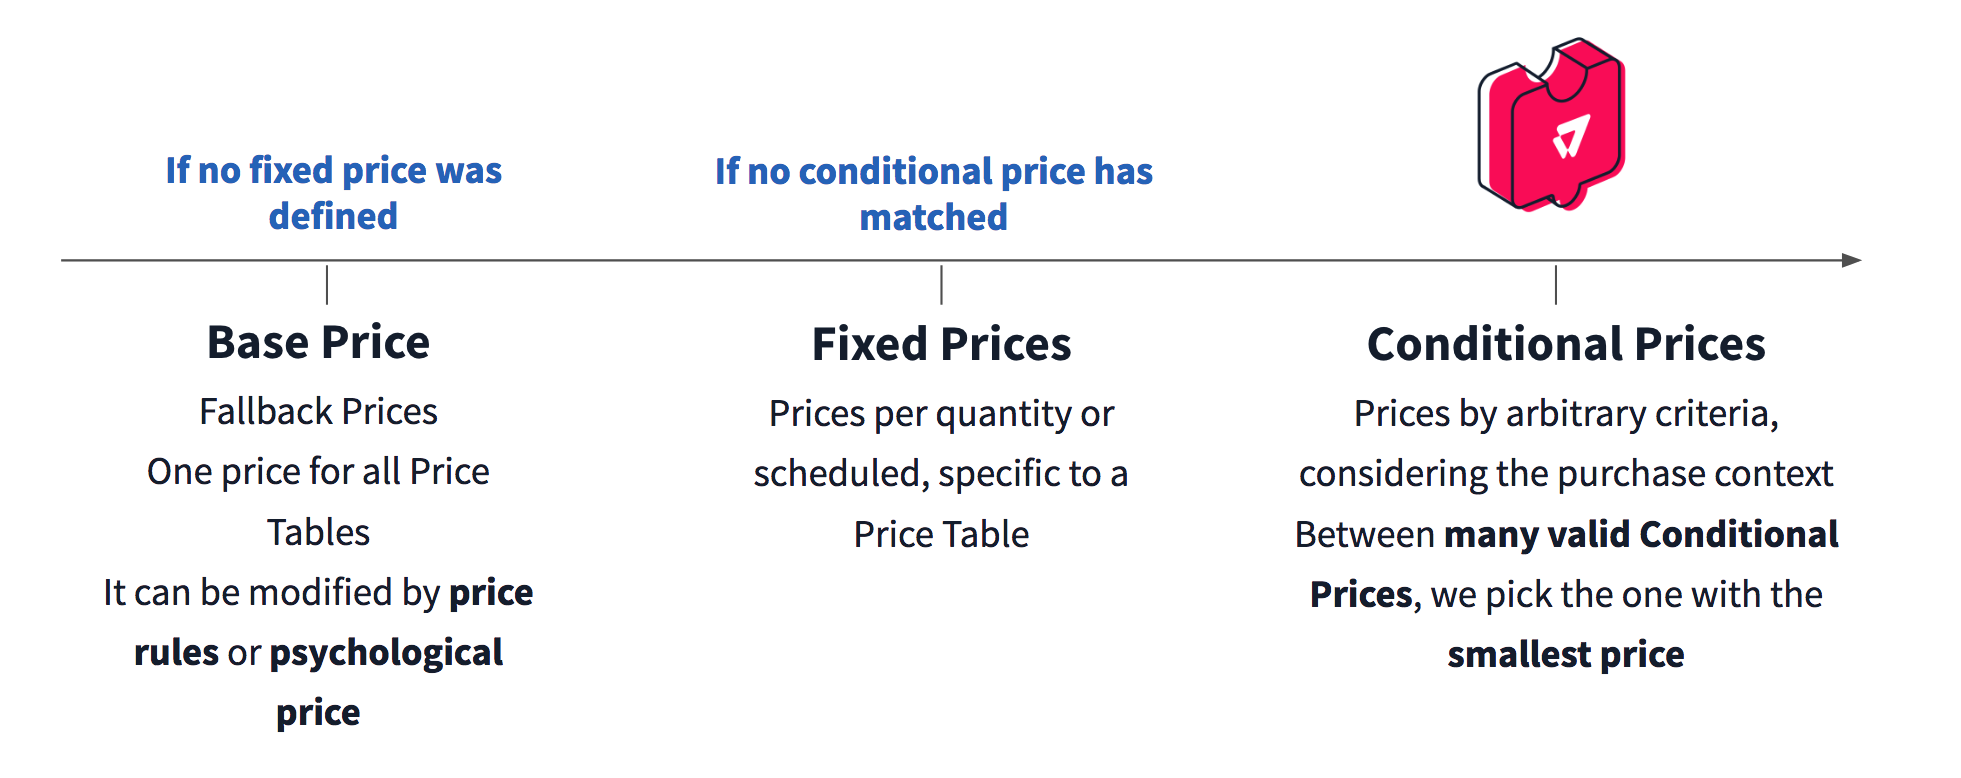 If no fixed price was
defined
If no conditional price has
matched
Base Price
Fallback Prices
One price for all Price
Tables
It can be modified by price
rules or psychological
price
Fixed Prices
Prices per quantity or
scheduled, specific to a
Price Table
Conditional Prices
Prices by arbitrary criteria,
considering the purchase context
Between many valid Conditional
Prices, we pick the one with the
smallest price